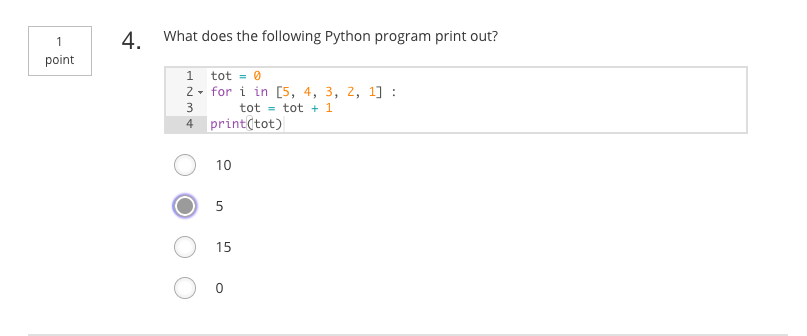 1
point
4.
What does the following Python program print out?
1 tot = 0
2 for i in [5, 4, 3, 2, 1] :
3     tot = tot + 1
4 print(tot)
10
5
15
0